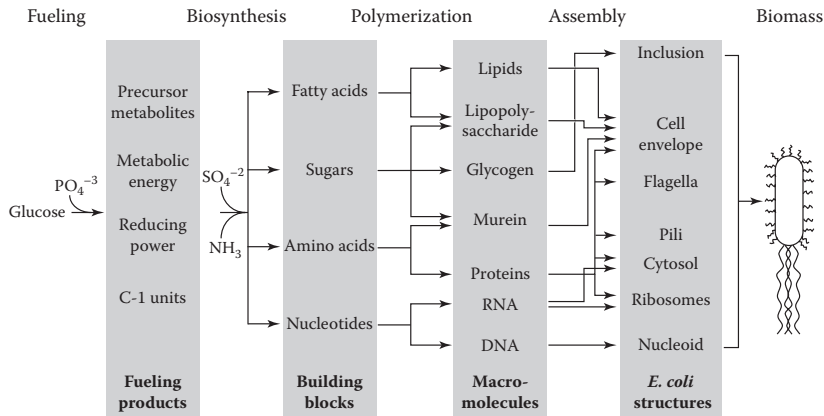 Fueling
Biosynthesis
Polymerization
Assembly
Biomass
Glucose
PO₄⁻³
Precursor
metabolites
Metabolic
energy
Reducing
power
C-1 units
Fueling
products
SO₄⁻²
NH₃
Fatty acids
Sugars
Amino acids
Nucleotides
Building
blocks
Lipids
Lipopoly-
saccharide
Glycogen
Murein
Proteins
RNA
DNA
Macro-
molecules
Inclusion
Cell
envelope
Flagella
Pili
Cytosol
Ribosomes
Nucleoid
E. coli
structures